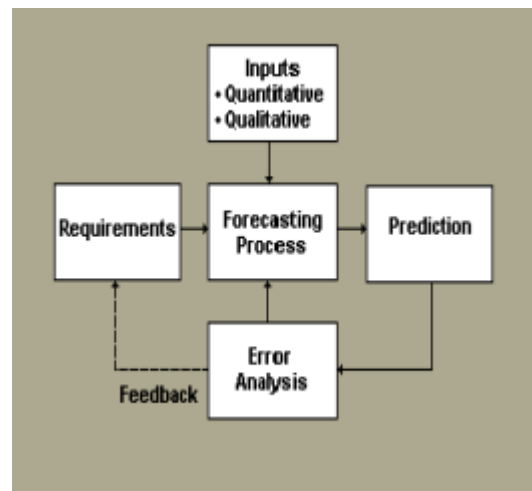 Inputs
• Quantitative
• Qualitative
Requirements
Forecasting
Process
Prediction
Error
Analysis
Feedback